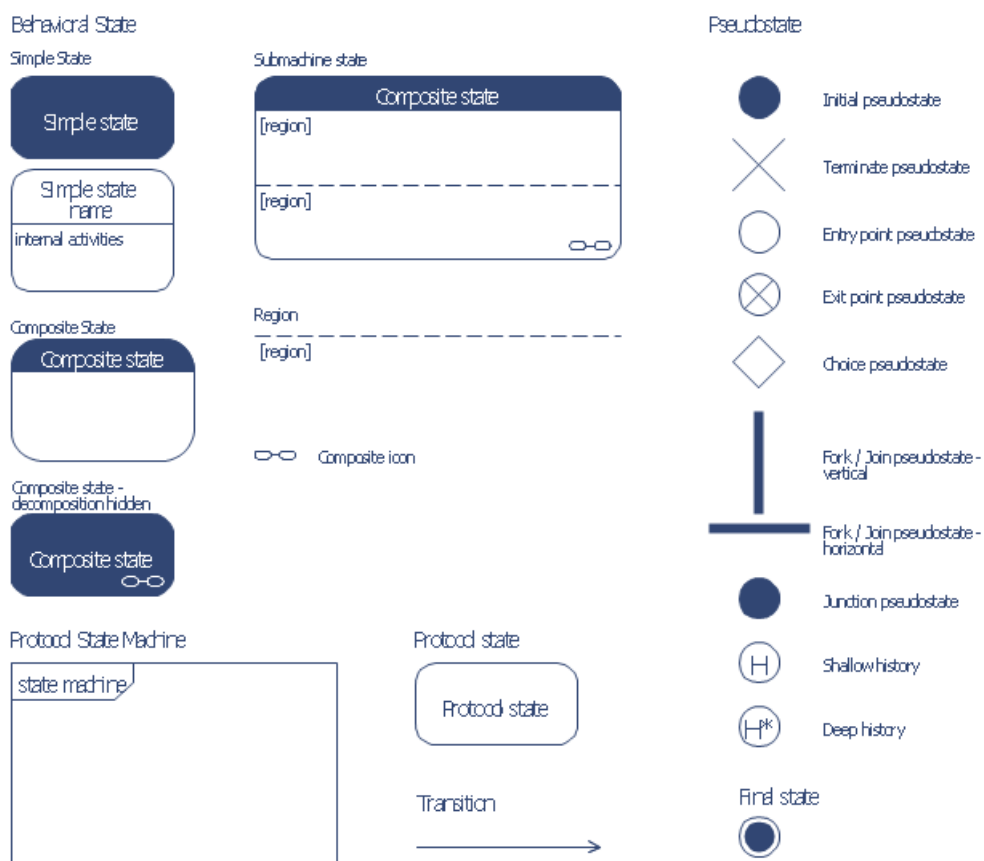 Behavioral State
Simple State
Simple state
Simple state
name
internal activities
Composite State
Composite state
Composite state -
decomposition hidden
Composite state
Submachine state
Composite state
[region]
[region]
Region
[region]
Composite icon
Protocol State Machine
state machine
Protocol state
Protocol state
Transition
Pseudostate
Initial pseudostate
Terminate pseudostate
Entry point pseudostate
Exit point pseudostate
Choice pseudostate
Fork / Join pseudostate -
vertical
Fork / Join pseudostate -
horizontal
Junction pseudostate
H
Shallow history
H*
Deep history
Final state